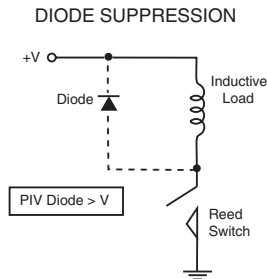 DIODE SUPPRESSION
+V
Inductive
Load
Diode
PIV Diode > V
Reed
Switch